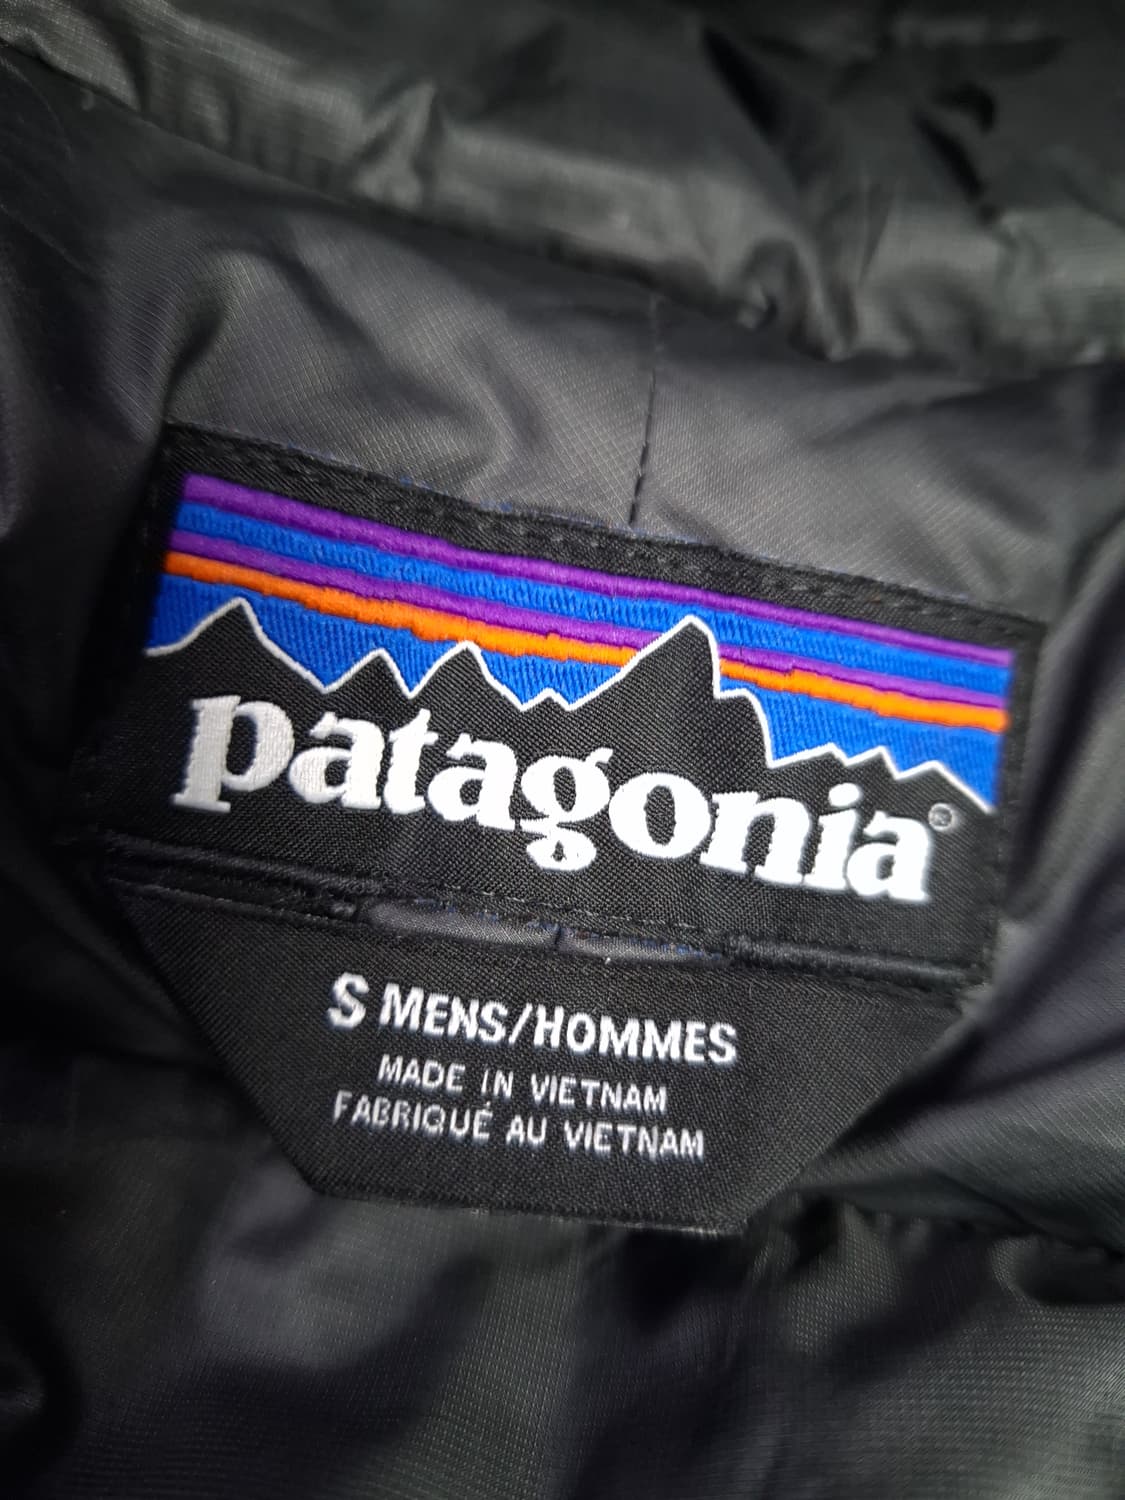 patagonia®
S MENS/HOMMES
MADE IN VIETNAM
FABRIQUÉ AU VIETNAM